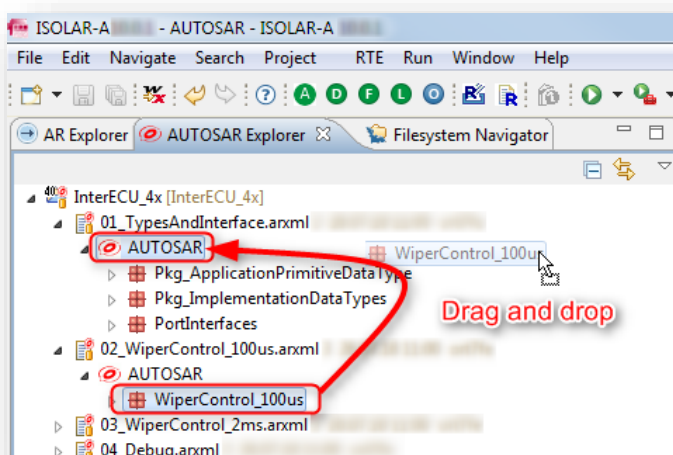 ISOLAR-A - AUTOSAR - ISOLAR-A
File Edit Navigate Search Project RTE Run Window Help
A D F L O R R
AR Explorer AUTOSAR Explorer Filesystem Navigator
InterECU_4x [InterECU_4x]
01_TypesAndInterface.arxml
AUTOSAR
WiperControl_100us
Pkg_ApplicationPrimitiveDataType
Pkg_ImplementationDataTypes
Drag and drop
PortInterfaces
02_WiperControl_100us.arxml
AUTOSAR
WiperControl_100us
03_WiperControl_2ms.arxml
04_Debug.arxml